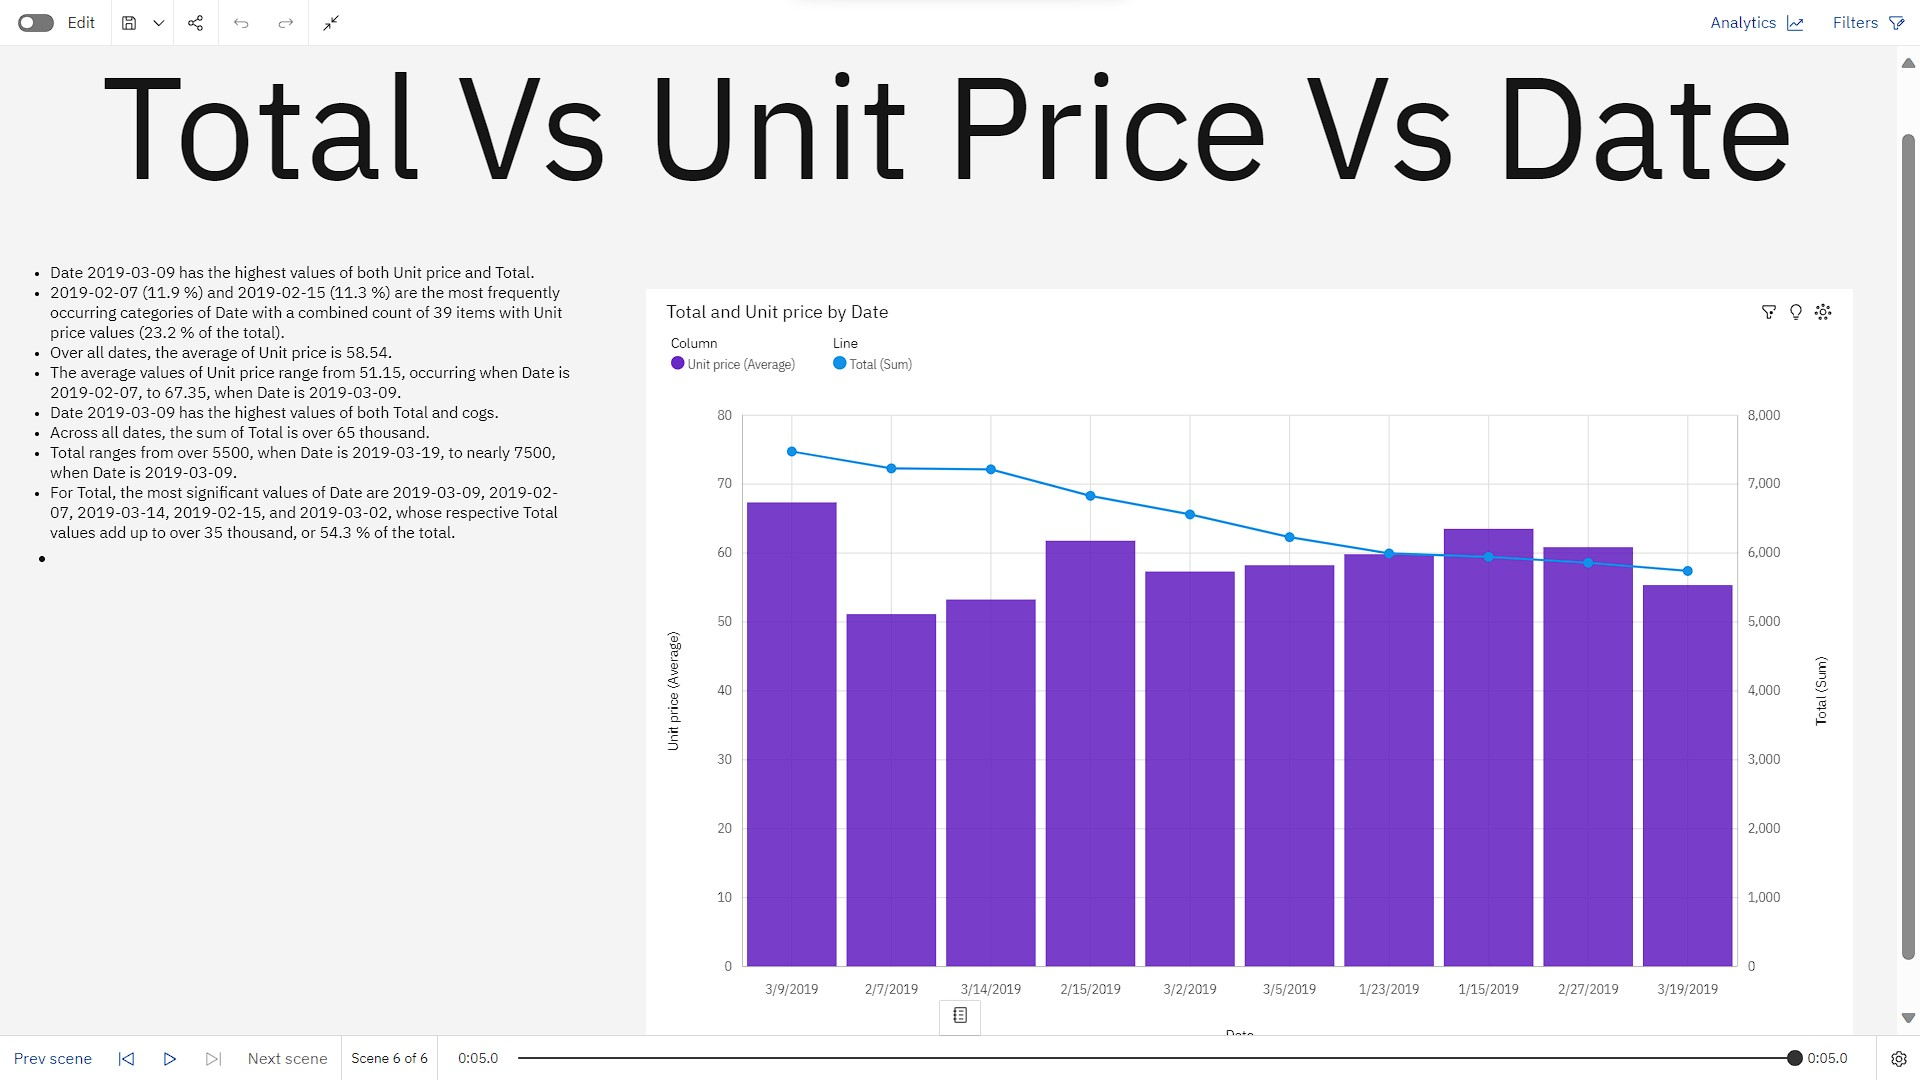 Edit
Analytics
Filters
Total Vs Unit Price Vs Date
• Date 2019-03-09 has the highest values of both Unit price and Total.
• 2019-02-07 (11.9 %) and 2019-02-15 (11.3 %) are the most frequently
occurring categories of Date with a combined count of 39 items with Unit
price values (23.2 % of the total).
• Over all dates, the average of Unit price is 58.54.
• The average values of Unit price range from 51.15, occurring when Date is
2019-02-07, to 67.35, when Date is 2019-03-09.
• Date 2019-03-09 has the highest values of both Total and cogs.
• Across all dates, the sum of Total is over 65 thousand.
• Total ranges from over 5500, when Date is 2019-03-19, to nearly 7500,
when Date is 2019-03-09.
• For Total, the most significant values of Date are 2019-03-09, 2019-02-
07, 2019-03-14, 2019-02-15, and 2019-03-02, whose respective Total
values add up to over 35 thousand, or 54.3 % of the total.
•
Total and Unit price by Date
Column
Line
Unit price (Average)
Total (Sum)
80
70
60
50
40
30
20
10
0
Unit price (Average)
8,000
7,000
6,000
5,000
4,000
3,000
2,000
1,000
0
Total (Sum)
3/9/2019 2/7/2019 3/14/2019 2/15/2019 3/2/2019 3/5/2019 1/23/2019 1/15/2019 2/27/2019 3/19/2019
Date
Prev scene
Next scene
Scene 6 of 6
0:05.0
0:05.0